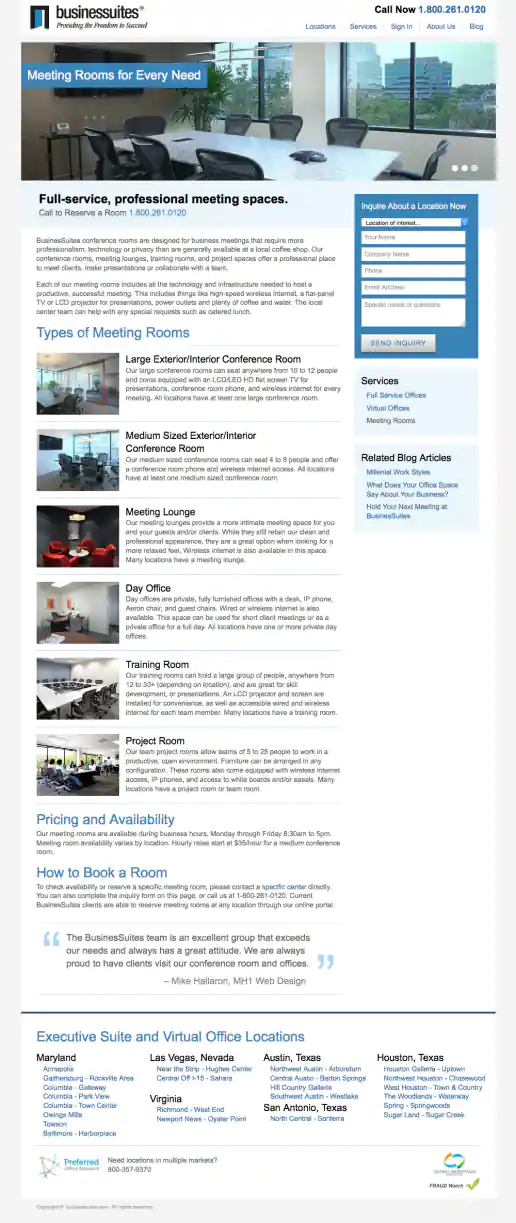 businessuites®
Providing the Freedom to Succeed
Call Now 1.800.261.0120
Locations Services Sign In About Us Blog
Meeting Rooms for Every Need
Full-service, professional meeting spaces.
Call to Reserve a Room 1.800.261.0120
BusinesSuites conference rooms are designed for business meetings that require more
professionalism, technology or privacy than are generally available at a local coffee shop. Our
conference rooms, meeting lounges, training rooms, and project spaces offer a professional place
to meet clients, make presentations or collaborate with a team.
Each of our meeting rooms includes all the technology and infrastructure needed to host a
productive, successful meeting. This includes things like high-speed wireless internet, a flat-panel
TV or LCD projector for presentations, power outlets and plenty of coffee and water. The local
center team can help with any special requests such as catered lunch.
Types of Meeting Rooms
Large Exterior/Interior Conference Room
Our large conference rooms can seat anywhere from 10 to 12 people
and come equipped with an LCD/LED HD flat screen TV for
presentations, conference room phone, and wireless internet for every
meeting. All locations have at least one large conference room.
Medium Sized Exterior/Interior
Conference Room
Our medium sized conference rooms can seat 4 to 8 people and offer
a conference room phone and wireless internet access. All locations
have at least one medium sized conference room.
Meeting Lounge
Our meeting lounges provide a more intimate meeting space for you
and your guests and/or clients. While they still retain our clean and
professional appearance, they are a great option when looking for a
more relaxed feel. Wireless internet is also available in this space.
Many locations have a meeting lounge.
Day Office
Day offices are private, fully furnished offices with a desk, IP phone,
Aeron chair, and guest chairs. Wired or wireless internet is also
available. This space can be used for short client meetings or as a
private office for a full day. All locations have one or more private day
offices.
Training Room
Our training rooms can hold a large group of people, anywhere from
12 to 30+ (depending on location), and are great for skill
development, or presentations. An LCD projector and screen are
installed for convenience, as well as accessible wired and wireless
internet for each team member. Many locations have a training room.
Project Room
Our team project rooms allow teams of 5 to 25 people to work in a
productive, open environment. Furniture can be arranged in any
configuration. These rooms also come equipped with wireless internet
access, IP phones, and access to white boards and/or easels. Many
locations have a project room or team room.
Pricing and Availability
Our meeting rooms are available during business hours, Monday through Friday 8:30am to 5pm.
Meeting room availability varies by location. Hourly rates start at $35/hour for a medium conference
room.
How to Book a Room
To check availability or reserve a specific meeting room, please contact a specific center directly.
You can also complete the inquiry form on this page, or call us at 1-800-261-0120. Current
BusinesSuites clients are able to reserve meeting rooms at any location through our online portal.
“ The BusinesSuites team is an excellent group that exceeds
our needs and always has a great attitude. We are always
proud to have clients visit our conference room and offices. ”
– Mike Hallaron, MH1 Web Design
Inquire About a Location Now
Location of Interest...
Your Name
Company Name
Phone
Email Address
Specific needs or questions
SEND INQUIRY
Services
Full Service Offices
Virtual Offices
Meeting Rooms
Related Blog Articles
Millenial Work Styles
What Does Your Office Space
Say About Your Business?
Hold Your Next Meeting at
BusinesSuites
Executive Suite and Virtual Office Locations
Maryland
Annapolis
Gaithersburg - Rockville Area
Columbia - Gateway
Columbia - Park View
Columbia - Town Center
Owings Mills
Towson
Baltimore - Harborplace
Las Vegas, Nevada
Near the Strip - Hughes Center
Central Off I-15 - Sahara
Virginia
Richmond - West End
Newport News - Oyster Point
Austin, Texas
Northwest Austin - Arboretum
Central Austin - Barton Springs
Hill Country Galleria
Southwest Austin - Westlake
San Antonio, Texas
North Central - Sonterra
Houston, Texas
Houston Galleria - Uptown
Northwest Houston - Chasewood
West Houston - Town & Country
The Woodlands - Waterway
Spring - Springwoods
Sugar Land - Sugar Creek
Preferred
Office Network
Need locations in multiple markets?
800-357-9370
FRAUD Watch
Copyright © businessuites.com. All rights reserved.